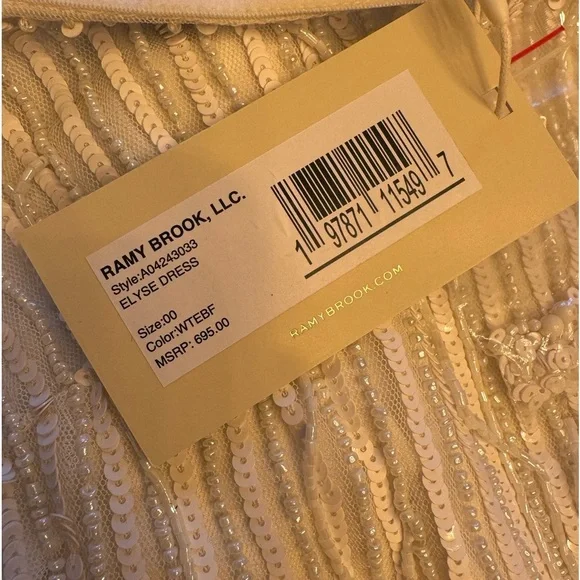 RAMY BROOK, LLC.
Style:A04243033
ELYSE DRESS
Size:00
Color:WTEBF
MSRP: 695.00
1 97871 11549 7
RAMYBROOK.COM